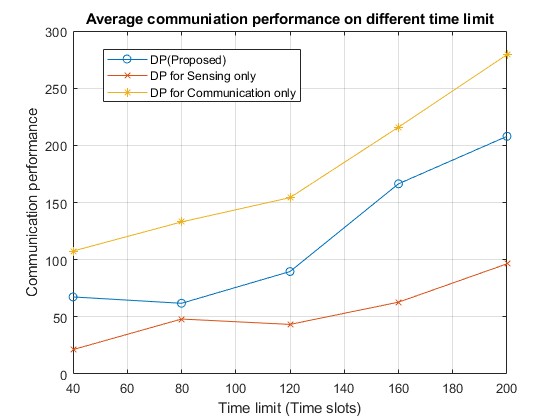 Average communiation performance on different time limit
300
250
200
150
100
50
0
Communication performance
DP(Proposed)
DP for Sensing only
DP for Communication only
40 60 80 100 120 140 160 180 200
Time limit (Time slots)